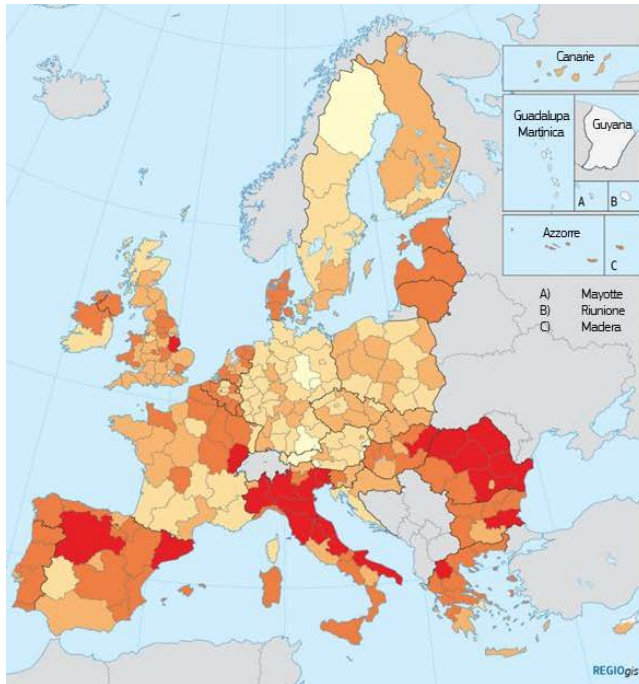 Canarie
Guadalupa
Martinica
Guyana
A
B
Azzorre
C
A) Mayotte
B) Riunione
C) Madera
REGIOgis